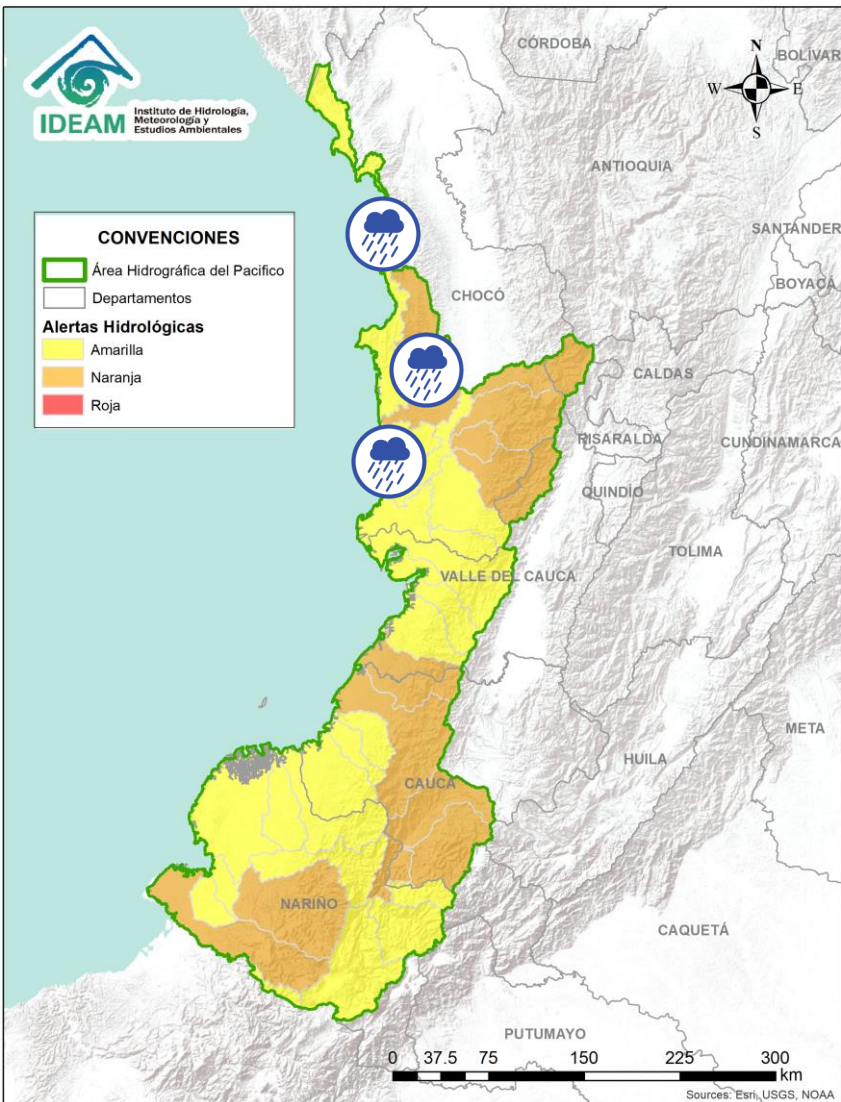 IDEAM
Instituto de Hidrología,
Meteorología y
Estudios Ambientales
CÓRDOBA
BOLÍVAR
N
W
E
S
ANTIOQUIA
SANTANDER
BOYACÁ
CONVENCIONES
Área Hidrográfica del Pacifico
Departamentos
Alertas Hidrológicas
Amarilla
Naranja
Roja
CHOCÓ
CALDAS
RISARALDA
CUNDINAMARCA
QUINDÍO
TOLIMA
VALLE DEL CAUCA
META
HUILA
CAUCA
NARIÑO
CAQUETÁ
PUTUMAYO
0 37.5 75 150 225 300
km
Sources: Esri, USGS, NOAA